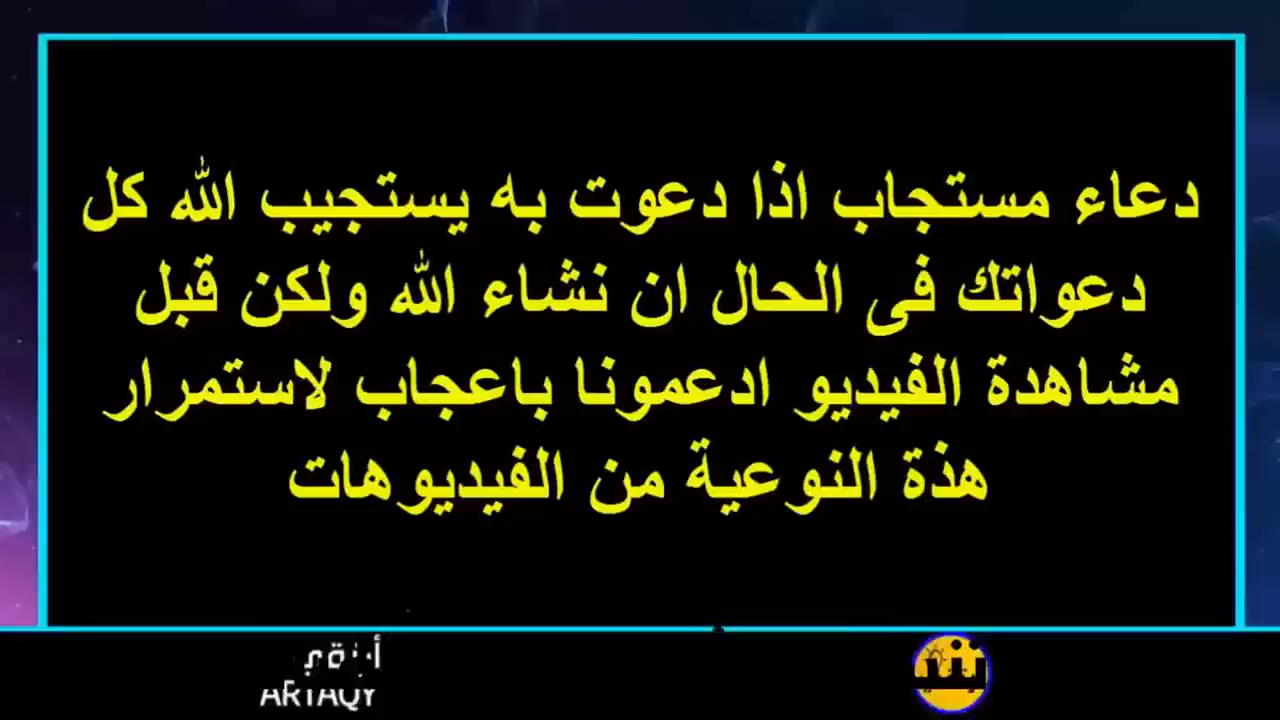 دعاء مستجاب اذا دعوت به يستجيب الله كل
دعواتك فى الحال ان نشاء الله ولكن قبل
مشاهدة الفيديو ادعمونا باعجاب لاستمرار
هذة النوعية من الفيديوهات
ARTAQY